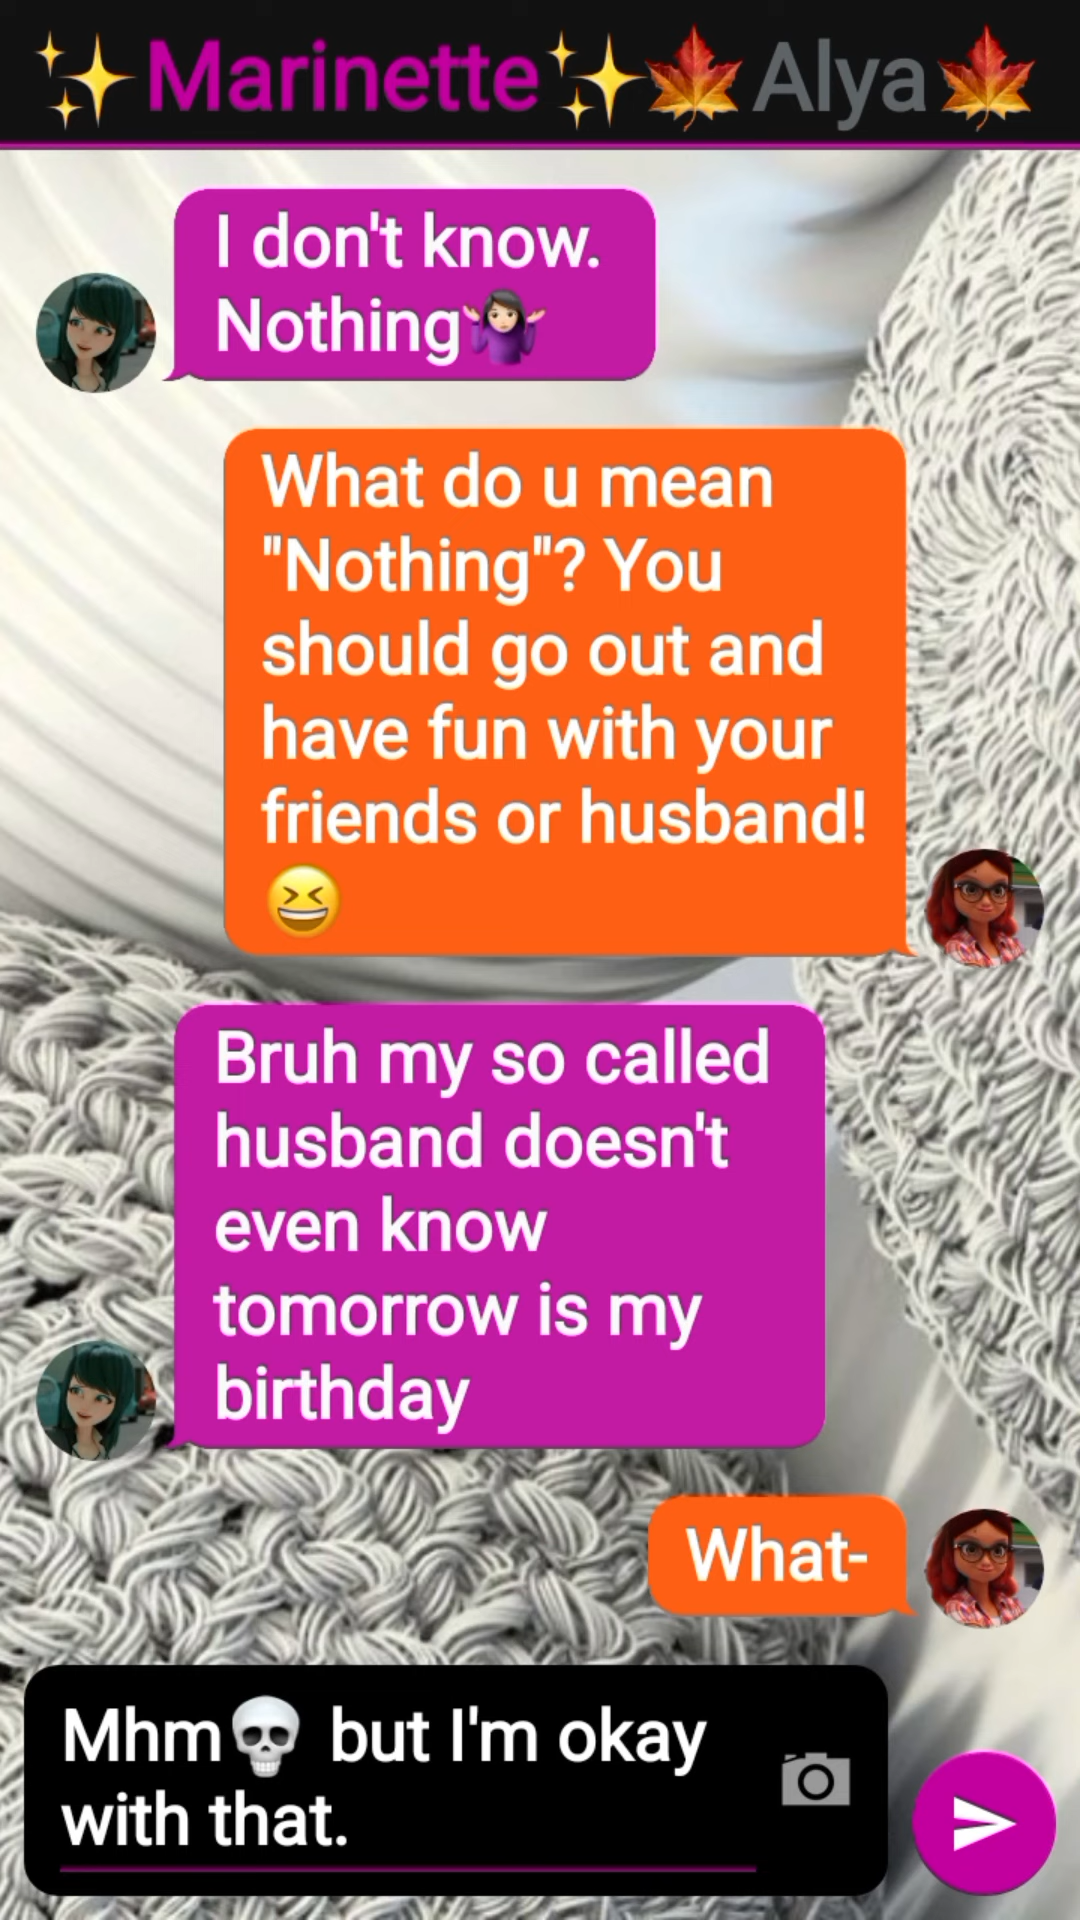 ✨Marinette✨🍁Alya🍁
I don't know.
Nothing🤷🏻‍♀️
What do u mean
"Nothing"? You
should go out and
have fun with your
friends or husband!
😆
Bruh my so called
husband doesn't
even know
tomorrow is my
birthday
What-
Mhm💀 but I'm okay
with that.